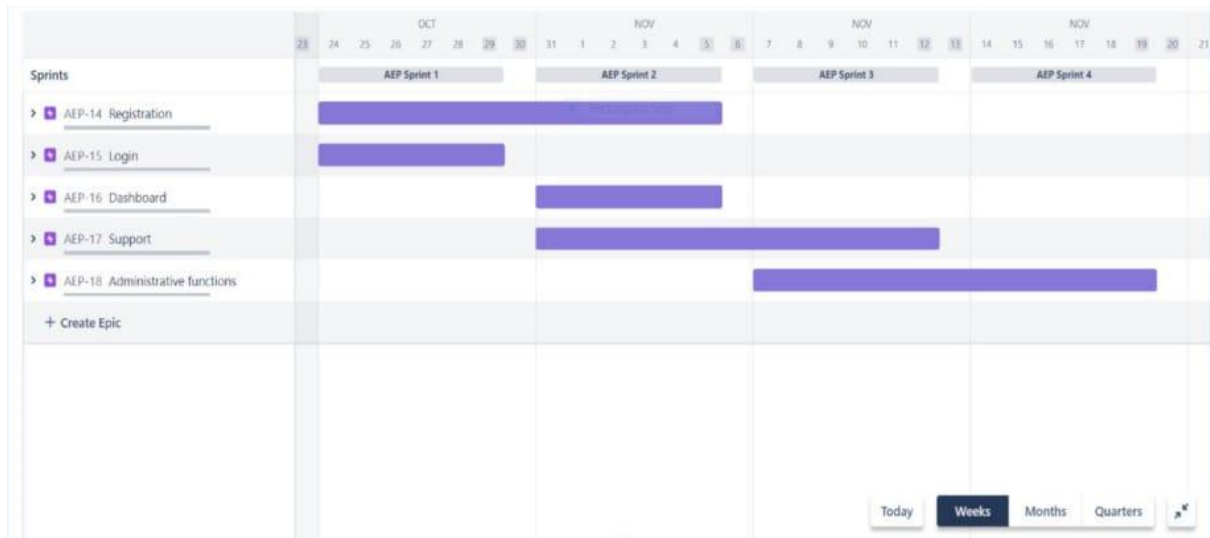 OCT NOV NOV NOV
23 24 25 26 27 28 29 30 31 1 2 3 4 5 6 7 8 9 10 11 12 13 14 15 16 17 18 19 20 21
Sprints AEP Sprint 1 AEP Sprint 2 AEP Sprint 3 AEP Sprint 4
AEP-14 Registration
AEP-15 Login
AEP-16 Dashboard
AEP-17 Support
AEP-18 Administrative functions
+ Create Epic
Today Weeks Months Quarters